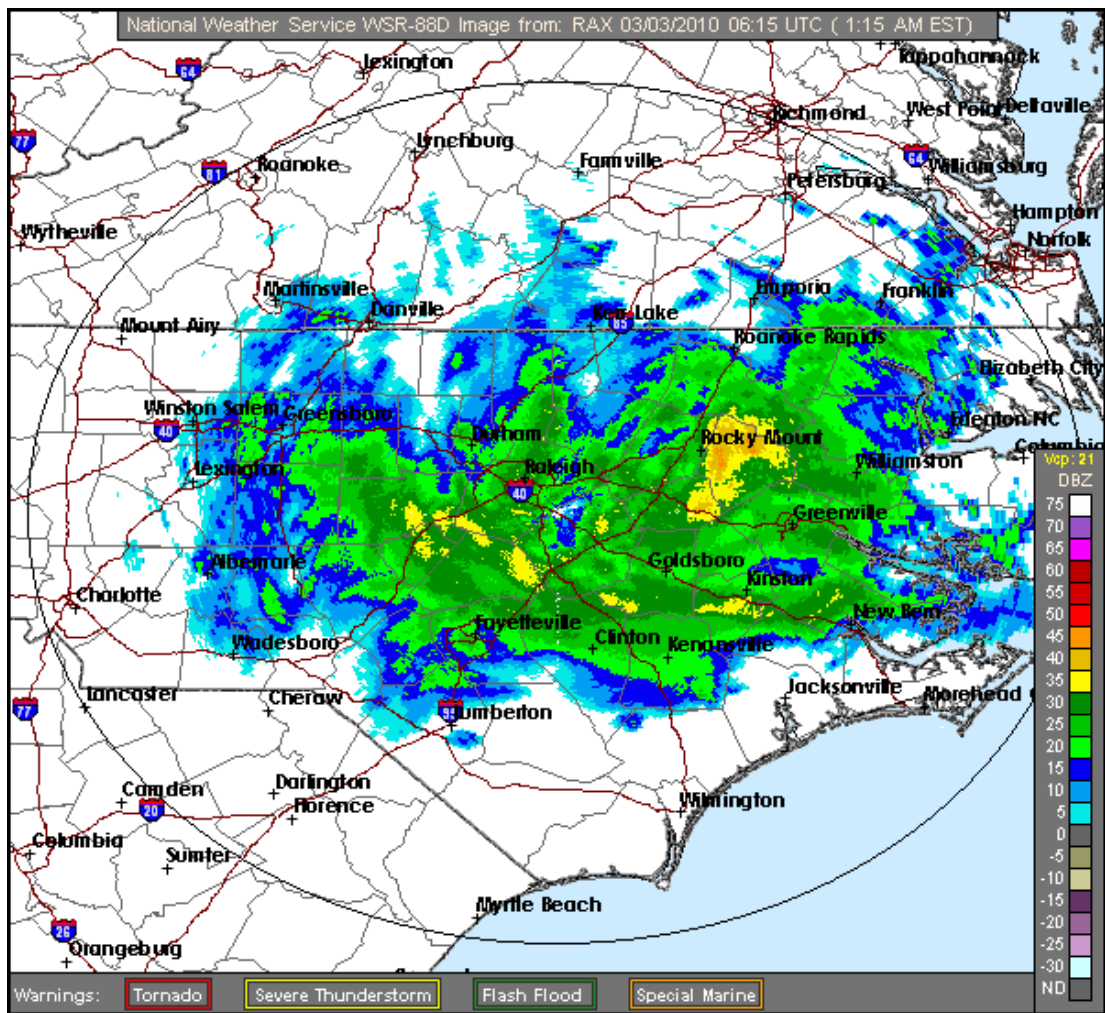 National Weather Service WSR-88D Image from: RAX 03/03/2010 06:15 UTC ( 1:15 AM EST)
Tappahannock
Lexington
64
West Point
Deltaville
Richmond
77
Lynchburg
Farmville
64
Williamsburg
Roanoke
81
Petersburg
Hampton
Wytheville
Norfolk
Martinsville
Emporia
Franklin
Danville
Kerr Lake
85
Mount Airy
Roanoke Rapids
Elizabeth City
Winston Salem
Greensboro
Edenton NC
40
Durham
Rocky Mount
Columbia
Lexington
Raleigh
Williamston
40
Greenville
Albemarle
Goldsboro
Kinston
Charlotte
New Bern
Fayetteville
Clinton
Kenansville
Wadesboro
Lancaster
Cheraw
Jacksonville
Morehead C
77
95
Lumberton
Darlington
Camden
20
Florence
Wilmington
Columbia
Sumter
Myrtle Beach
26
Orangeburg
Vcp: 21
DBZ
75
70
65
60
55
50
45
40
35
30
25
20
15
10
5
0
-5
-10
-15
-20
-25
-30
ND
Warnings: Tornado Severe Thunderstorm Flash Flood Special Marine